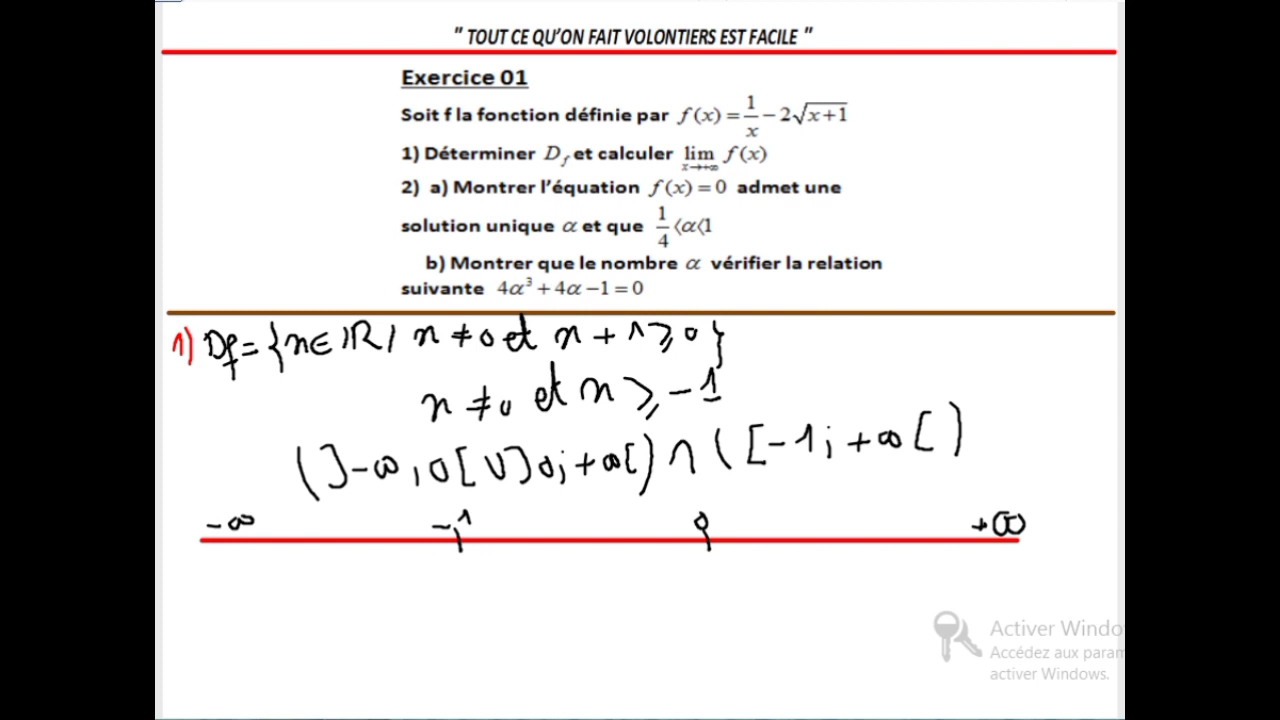 " TOUT CE QU'ON FAIT VOLONTIERS EST FACILE "
Exercice 01
Soit f la fonction définie par f(x) = 1/x − 2√(x+1)
1) Déterminer D_f et calculer lim_{x→+∞} f(x)
2) a) Montrer l'équation f(x) = 0 admet une
solution unique α et que 1/4 ⟨α⟨1
b) Montrer que le nombre α vérifier la relation
suivante 4α³ + 4α − 1 = 0
1) Df = {x ∈ IR / x ≠ 0 et x + 1 ⩾ 0}
x ≠ 0 et x ⩾ −1
(]−∞, 0[ U ]0; +∞[) ∩ ([−1; +∞[)
−∞ −1 0 +∞
Activer Windo
Accédez aux param
activer Windows.